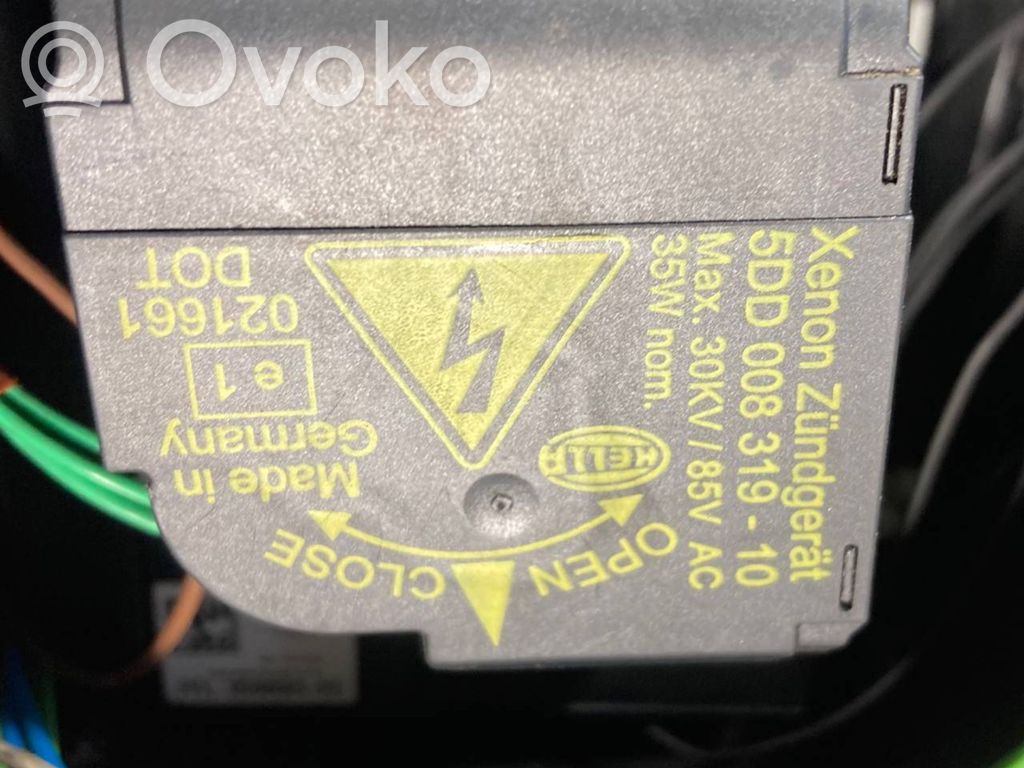 Ovoko
Xenon Zündgerät
5DD 008 319 - 10
Max. 30KV / 85V AC
35W nom.
HELLA
OPEN CLOSE
Made in
Germany
e 1
021661
DOT